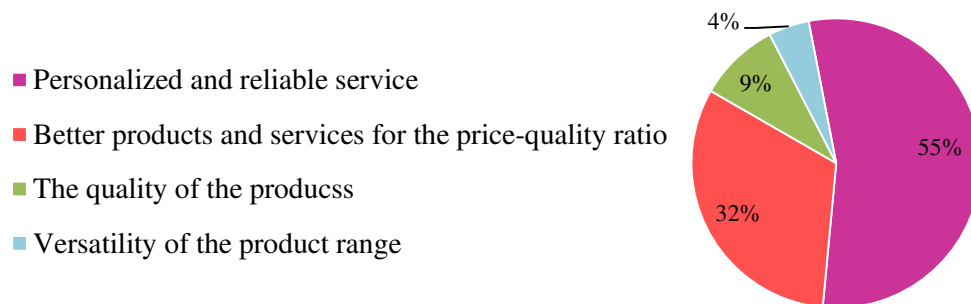 4%
Personalized and reliable service
9%
Better products and services for the price-quality ratio
55%
The quality of the producss
32%
Versatility of the product range